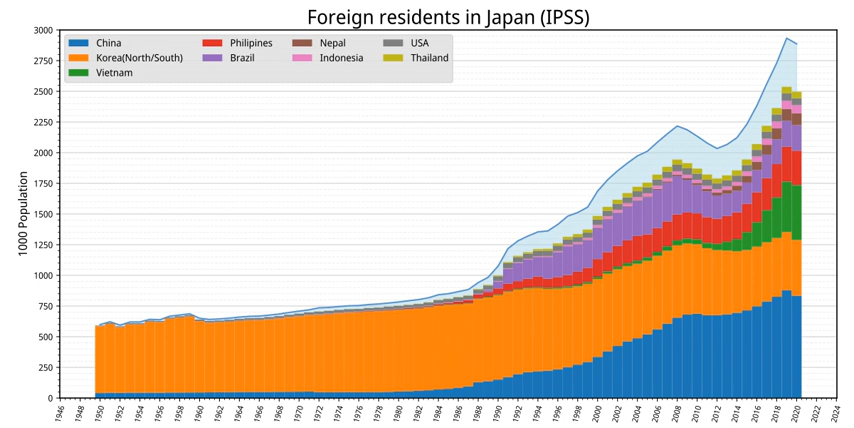 Foreign residents in Japan (IPSS)
3000
2750
2500
2250
2000
1750
1500
1250
1000
750
500
250
0
1000 Population
China
Korea(North/South)
Vietnam
Philipines
Brazil
Nepal
Indonesia
USA
Thailand
1946 1948 1950 1952 1954 1956 1958 1960 1962 1964 1966 1968 1970 1972 1974 1976 1978 1980 1982 1984 1986 1988 1990 1992 1994 1996 1998 2000 2002 2004 2006 2008 2010 2012 2014 2016 2018 2020 2022 2024